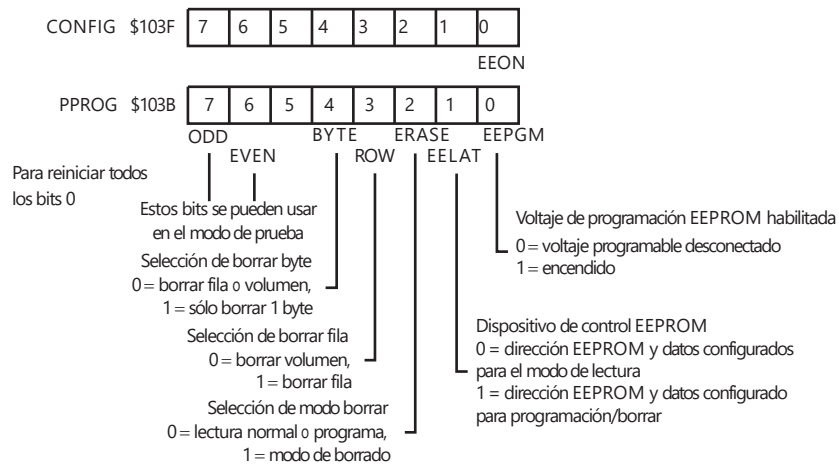 CONFIG $103F 7 6 5 4 3 2 1 0
EEON
PPROG $103B 7 6 5 4 3 2 1 0
ODD BYTE ERASE EEPGM
EVEN ROW EELAT
Para reiniciar todos
los bits 0
Estos bits se pueden usar
en el modo de prueba
Selección de borrar byte
0 = borrar fila o volumen,
1 = sólo borrar 1 byte
Selección de borrar fila
0 = borrar volumen,
1 = borrar fila
Selección de modo borrar
0 = lectura normal o programa,
1 = modo de borrado
Voltaje de programación EEPROM habilitada
0 = voltaje programable desconectado
1 = encendido
Dispositivo de control EEPROM
0 = dirección EEPROM y datos configurados
para el modo de lectura
1 = dirección EEPROM y datos configurado
para programación/borrar